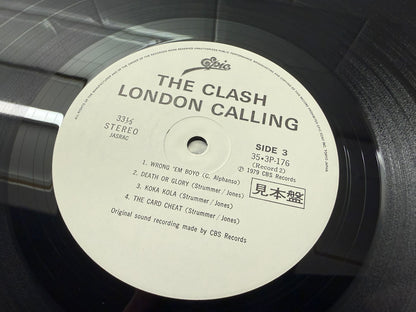 Epic
THE CLASH
LONDON CALLING
33⅓
STEREO
JASRAC
SIDE 3
35・3P-176
(Record 2)
Ⓟ 1979 CBS Records
見本盤
1. WRONG 'EM BOYO (C. Alphanso)
2. DEATH OR GLORY (Strummer/Jones)
3. KOKA KOLA (Strummer/Jones)
4. THE CARD CHEAT (Strummer/Jones)
Original sound recording made by CBS Records